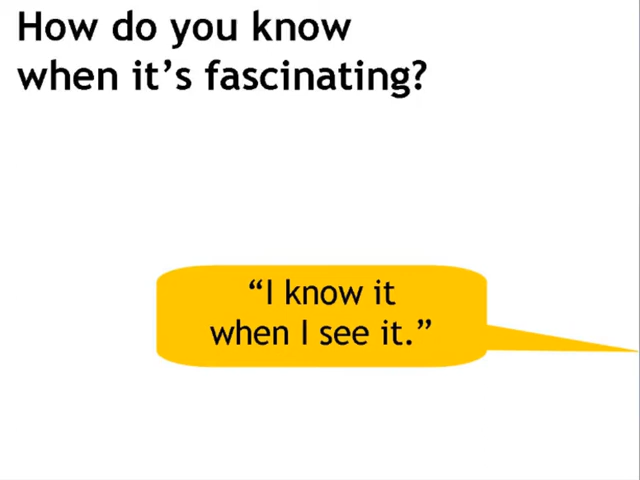 How do you know
when it’s fascinating?
“I know it
when I see it.”